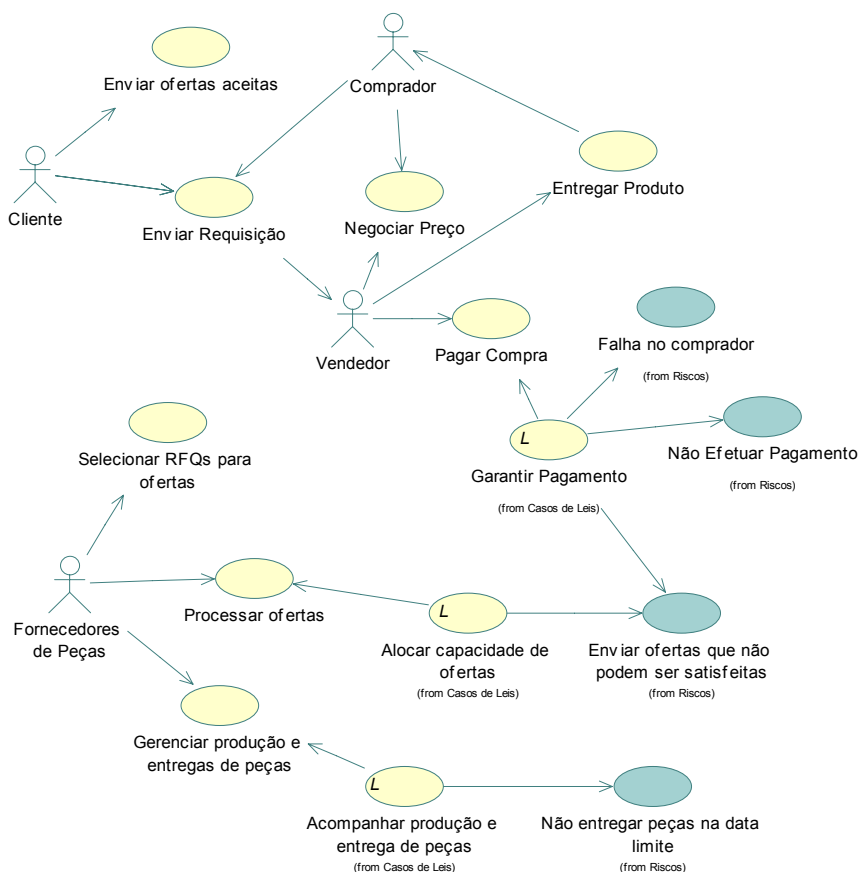 Enviar ofertas aceitas
Comprador
Cliente
Enviar Requisição
Negociar Preço
Entregar Produto
Vendedor
Pagar Compra
Falha no comprador
(from Riscos)
L
Garantir Pagamento
(from Casos de Leis)
Não Efetuar Pagamento
(from Riscos)
Selecionar RFQs para
ofertas
Fornecedores
de Peças
Processar ofertas
L
Alocar capacidade de
ofertas
(from Casos de Leis)
Enviar ofertas que não
podem ser satisfeitas
(from Riscos)
Gerenciar produção e
entregas de peças
L
Acompanhar produção e
entrega de peças
(from Casos de Leis)
Não entregar peças na data
limite
(from Riscos)